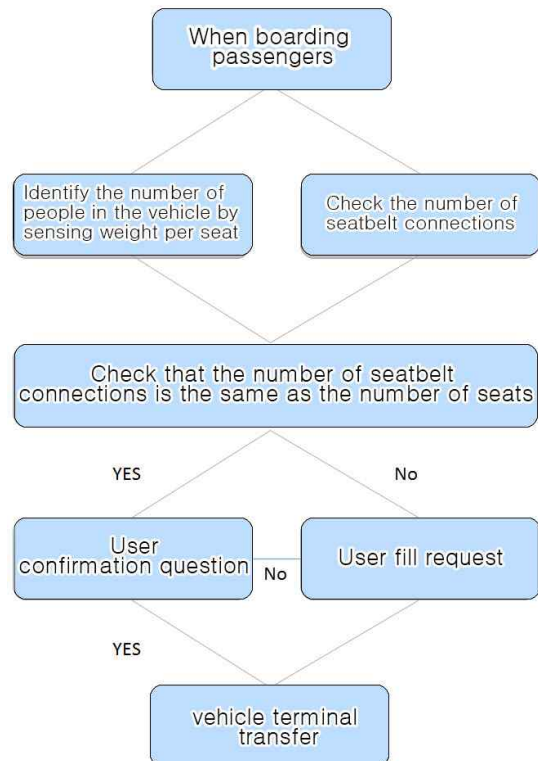 When boarding
passengers
Identify the number of
people in the vehicle by
sensing weight per seat
Check the number of
seatbelt connections
Check that the number of seatbelt
connections is the same as the number of seats
YES
No
User
confirmation question
No
User fill request
YES
vehicle terminal
transfer